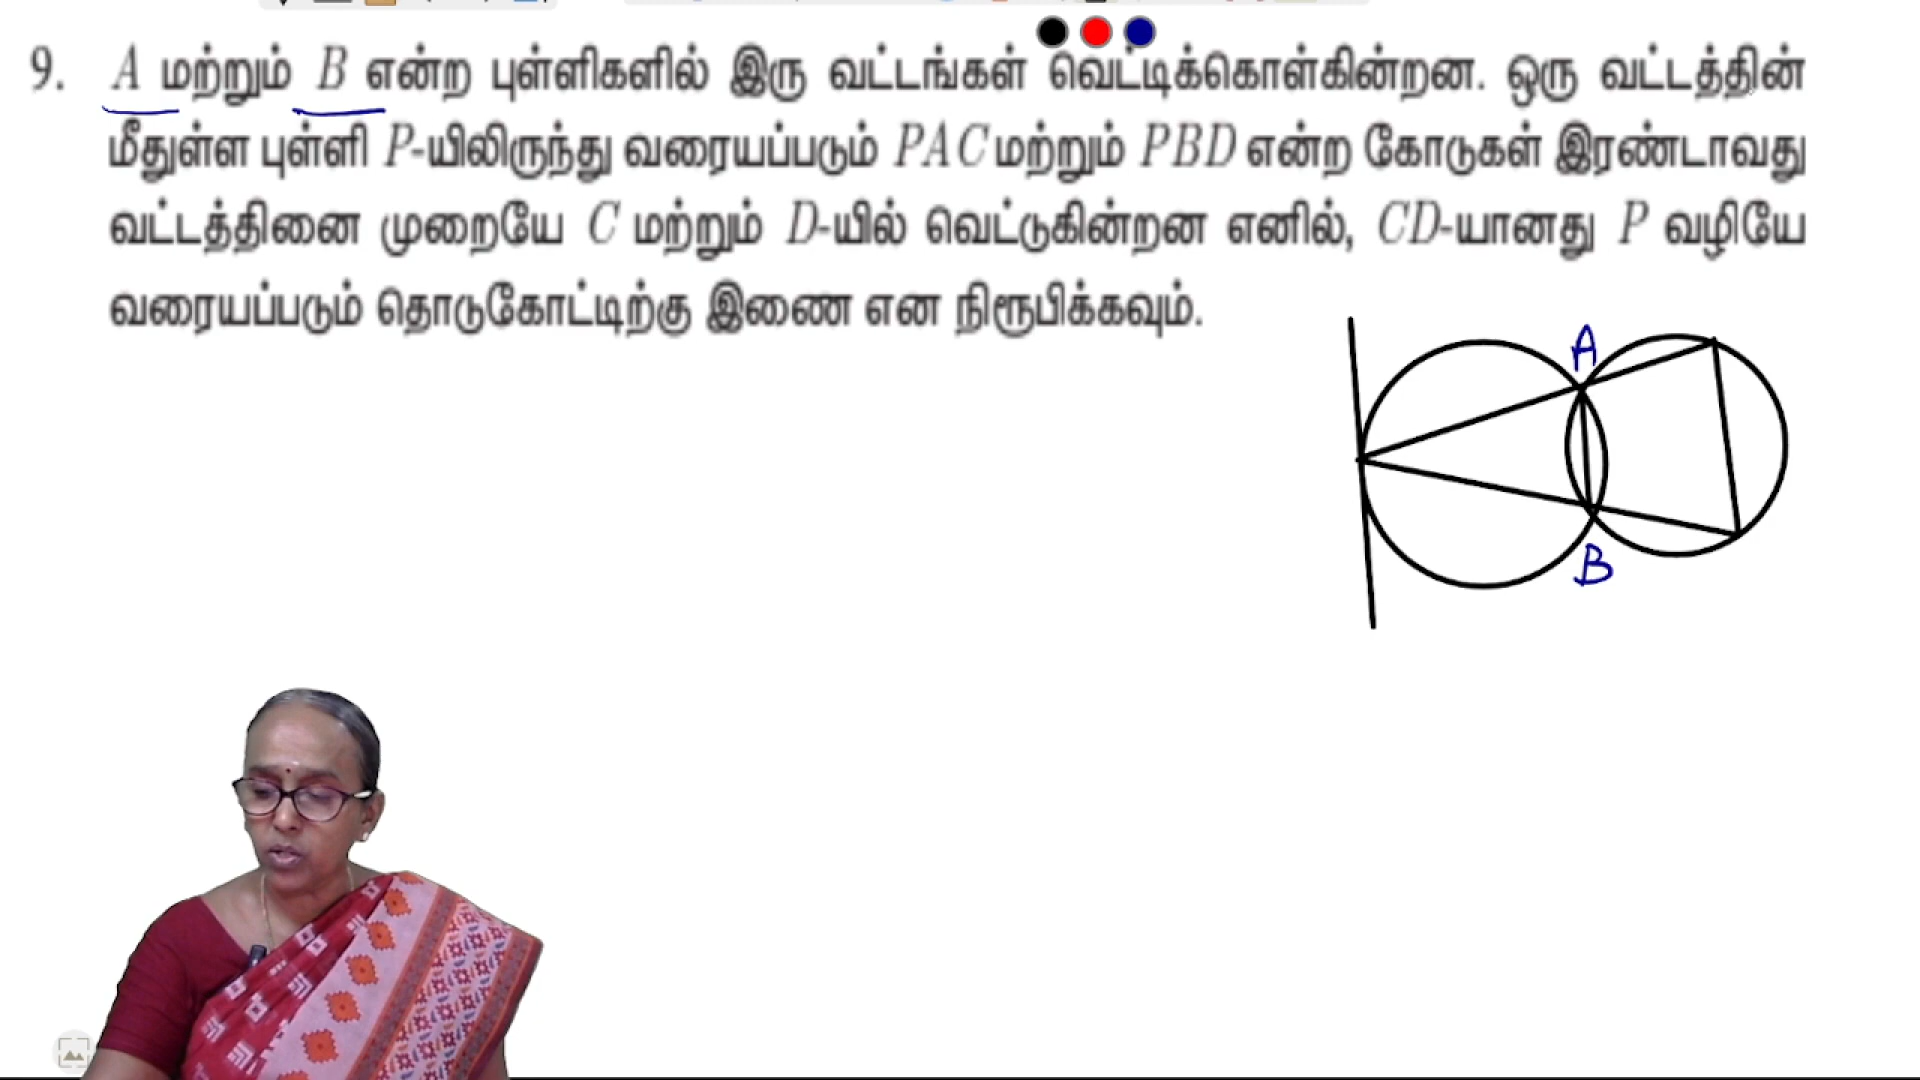 9. A மற்றும் B என்ற புள்ளிகளில் இரு வட்டங்கள் வெட்டிக்கொள்கின்றன. ஒரு வட்டத்தின்
மீதுள்ள புள்ளி P-யிலிருந்து வரையப்படும் PAC மற்றும் PBD என்ற கோடுகள் இரண்டாவது
வட்டத்தினை முறையே C மற்றும் D-யில் வெட்டுகின்றன எனில், CD-யானது P வழியே
வரையப்படும் தொடுகோட்டிற்கு இணை என நிரூபிக்கவும்.
A
B